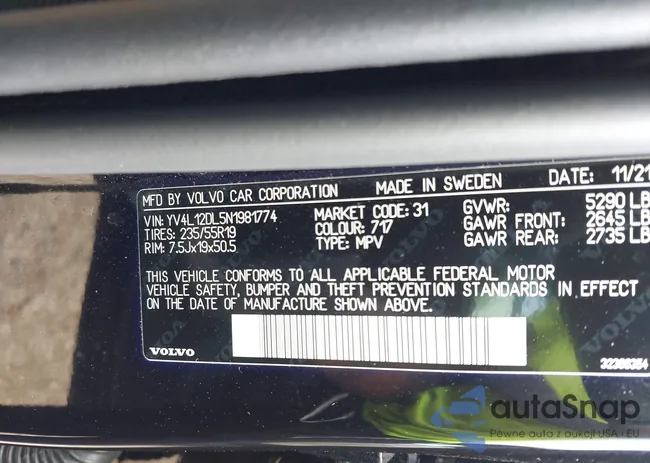 MFD BY VOLVO CAR CORPORATION MADE IN SWEDEN DATE: 11/21
VIN: YV4L12DL5N1981774 MARKET CODE: 31 GVWR: 5290 LB
TIRES: 235/55R19 COLOUR: 717 GAWR FRONT: 2645 LB
RIM: 7.5Jx19x50.5 TYPE: MPV GAWR REAR: 2735 LB
THIS VEHICLE CONFORMS TO ALL APPLICABLE FEDERAL MOTOR
VEHICLE SAFETY, BUMPER AND THEFT PREVENTION STANDARDS IN EFFECT
ON THE DATE OF MANUFACTURE SHOWN ABOVE.
VOLVO 32388354
autoSnap
Pewne auto z aukcji USA i EU